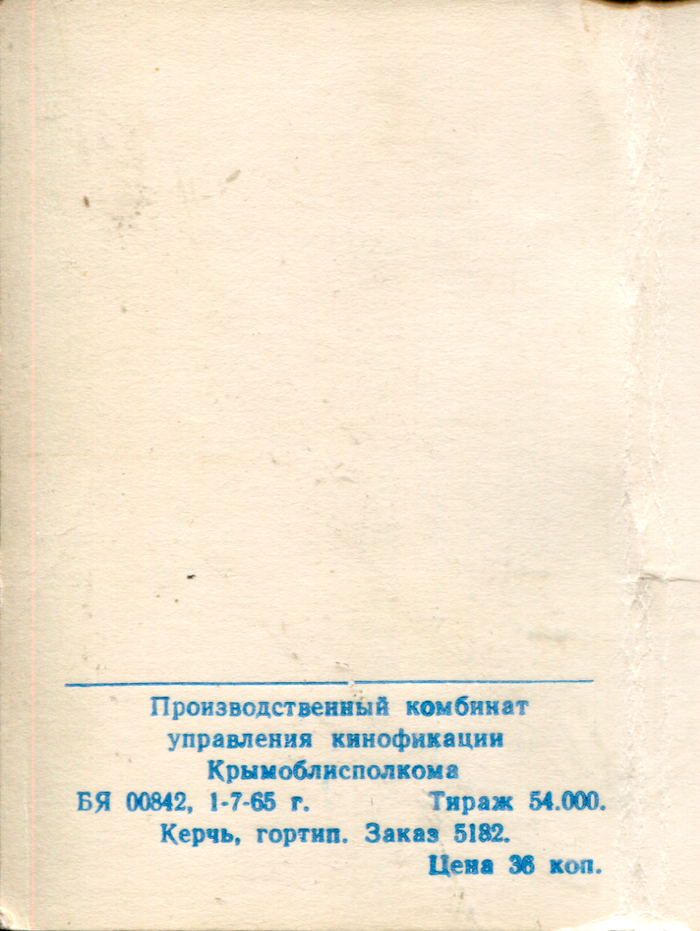 Производственный комбинат
управления кинофикации
Крымоблисполкома
БЯ 00842, 1-7-65 г. Тираж 54.000.
Керчь, гортип. Заказ 5182.
Цена 36 коп.